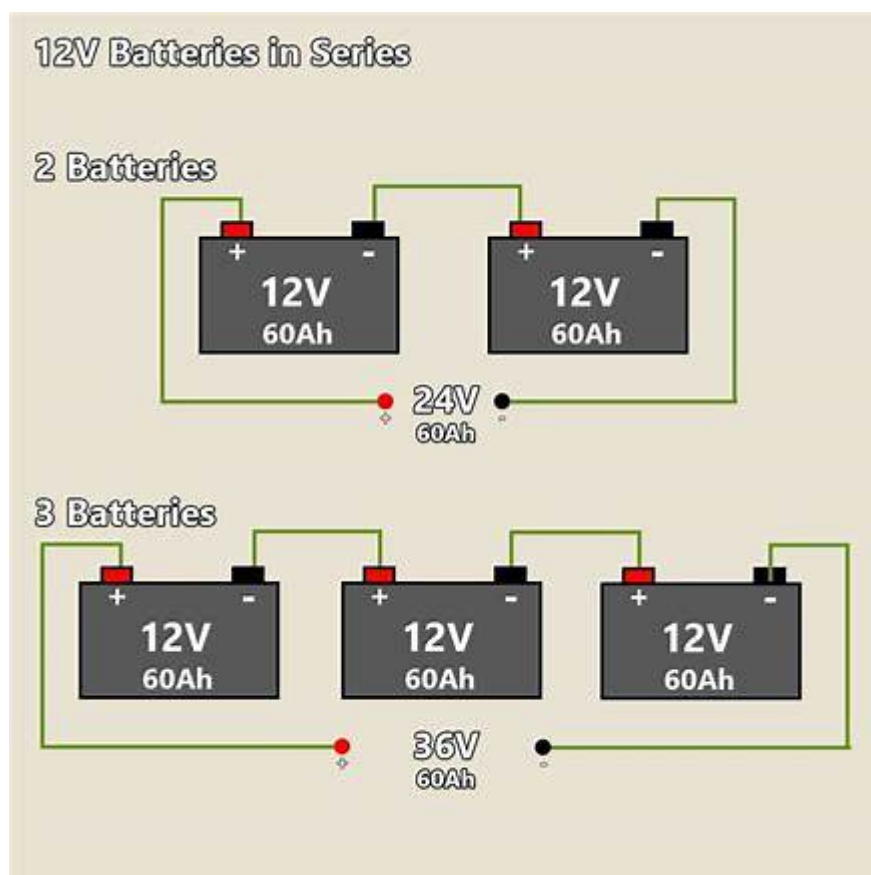 12V Batteries in Series
2 Batteries
+ - + -
12V 12V
60Ah 60Ah
24V
+ -
60Ah
3 Batteries
+ - + - + -
12V 12V 12V
60Ah 60Ah 60Ah
36V
+ -
60Ah